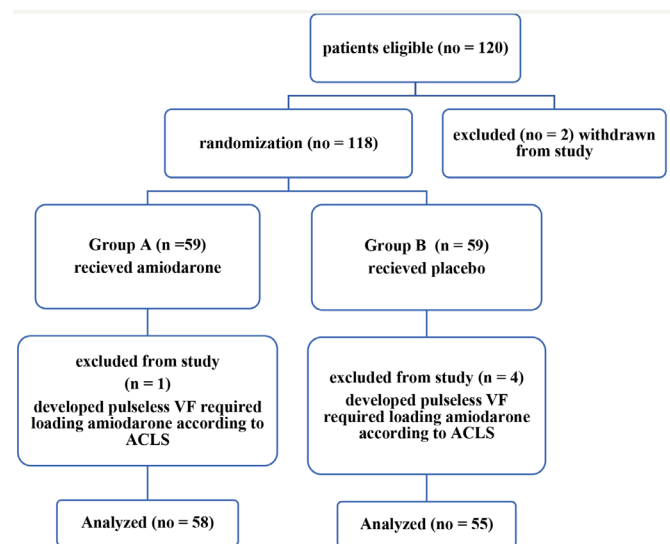 patients eligible (no = 120)
randomization (no = 118)
excluded (no = 2) withdrawn
from study
Group A (n =59)
recieved amiodarone
Group B (n = 59)
recieved placebo
excluded from study
(n = 1)
developed pulseless VF required
loading amiodarone according to
ACLS
excluded from study (n = 4)
developed pulseless VF
required loading amiodarone
according to ACLS
Analyzed (no = 58)
Analyzed (no = 55)